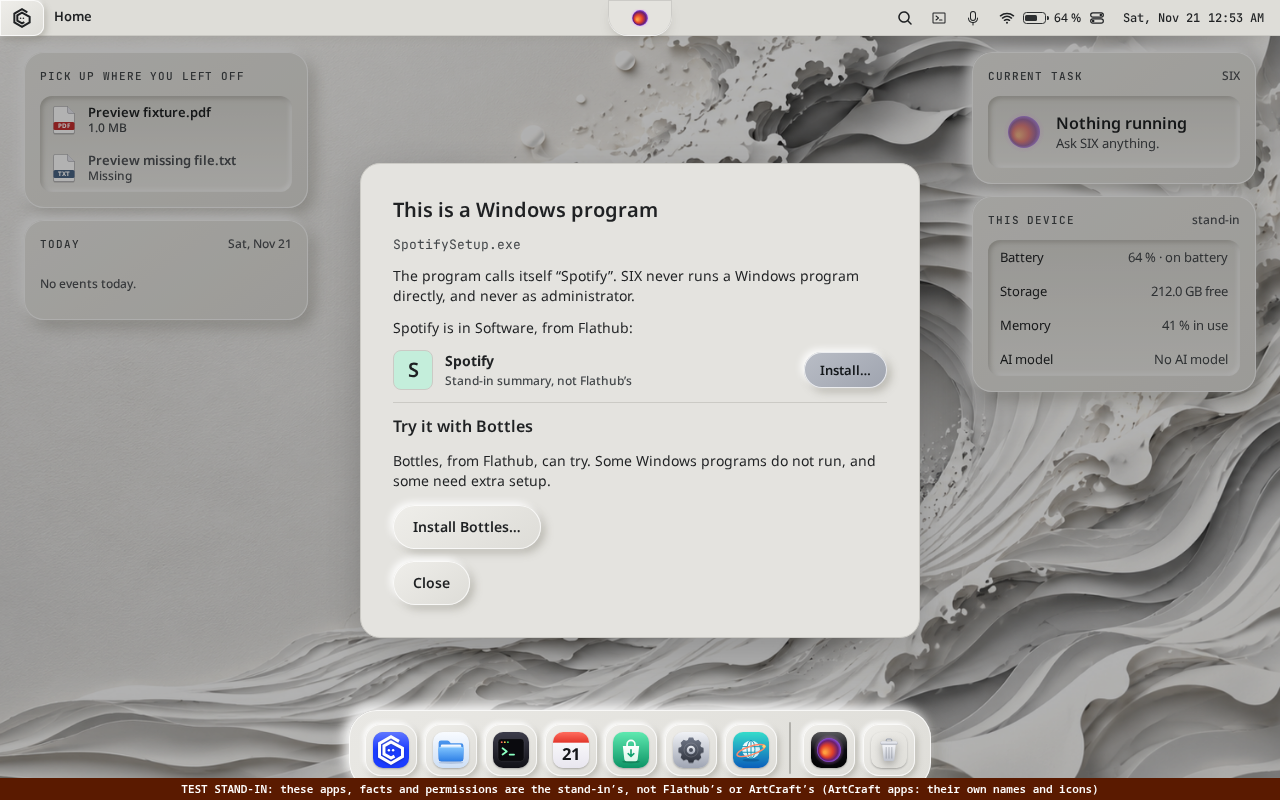 Home
64 %
Sat, Nov 21 12:53 AM
PICK UP WHERE YOU LEFT OFF
PDF
Preview fixture.pdf
1.0 MB
TXT
Preview missing file.txt
Missing
TODAY
Sat, Nov 21
No events today.
This is a Windows program
SpotifySetup.exe
The program calls itself “Spotify”. SIX never runs a Windows program
directly, and never as administrator.
Spotify is in Software, from Flathub:
S
Spotify
Stand-in summary, not Flathub’s
Install…
Try it with Bottles
Bottles, from Flathub, can try. Some Windows programs do not run, and
some need extra setup.
Install Bottles…
Close
CURRENT TASK
SIX
Nothing running
Ask SIX anything.
THIS DEVICE
stand-in
Battery
64 % · on battery
Storage
212.0 GB free
Memory
41 % in use
AI model
No AI model
21
TEST STAND-IN: these apps, facts and permissions are the stand-in’s, not Flathub’s or ArtCraft’s (ArtCraft apps: their own names and icons)